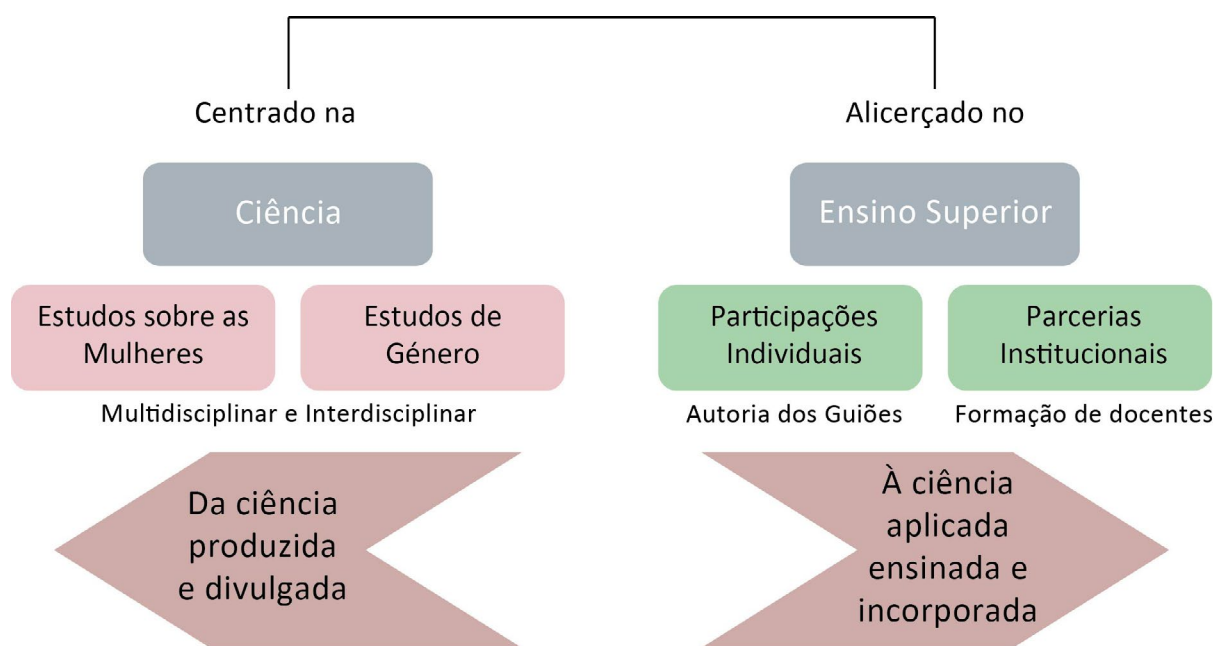 Centrado na
Alicerçado no
Ciência
Ensino Superior
Estudos sobre as
Mulheres
Estudos de
Género
Participações
Individuais
Parcerias
Institucionais
Multidisciplinar e Interdisciplinar
Autoria dos Guiões
Formação de docentes
Da ciência
produzida
e divulgada
À ciência
aplicada
ensinada e
incorporada